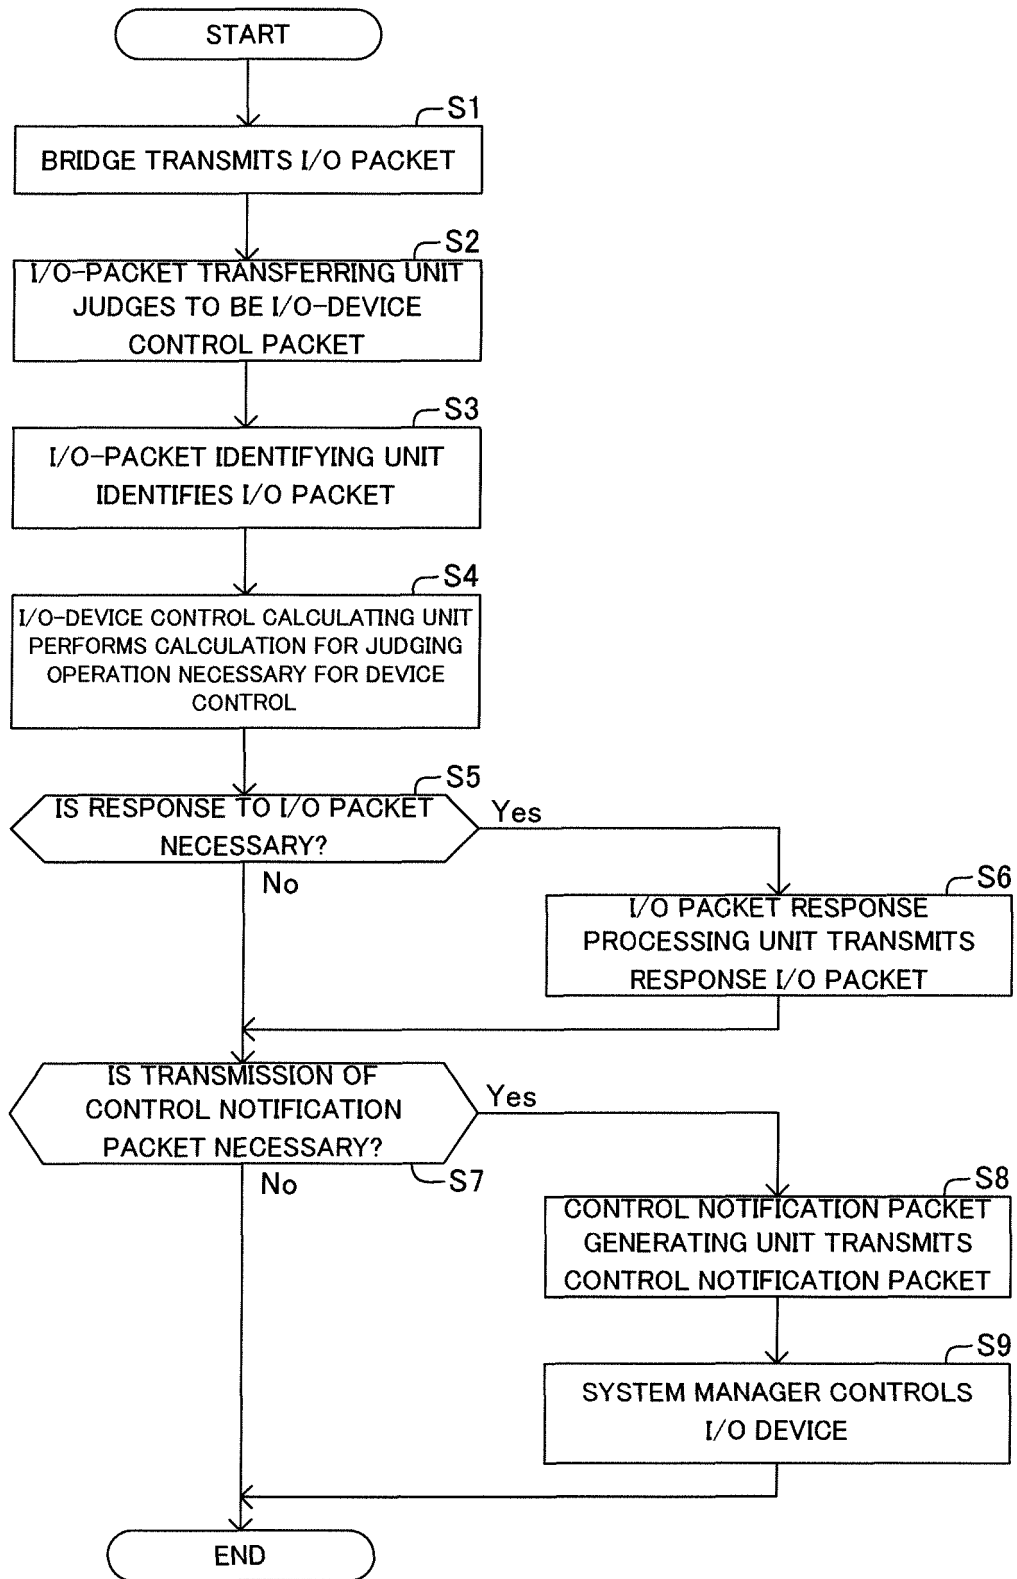 START
S1
BRIDGE TRANSMITS I/O PACKET
S2
I/O-PACKET TRANSFERRING UNIT
JUDGES TO BE I/O-DEVICE
CONTROL PACKET
S3
I/O-PACKET IDENTIFYING UNIT
IDENTIFIES I/O PACKET
S4
I/O-DEVICE CONTROL CALCULATING UNIT
PERFORMS CALCULATION FOR JUDGING
OPERATION NECESSARY FOR DEVICE
CONTROL
S5
IS RESPONSE TO I/O PACKET
NECESSARY?
Yes
No
S6
I/O PACKET RESPONSE
PROCESSING UNIT TRANSMITS
RESPONSE I/O PACKET
IS TRANSMISSION OF
CONTROL NOTIFICATION
PACKET NECESSARY?
Yes
S7
No
S8
CONTROL NOTIFICATION PACKET
GENERATING UNIT TRANSMITS
CONTROL NOTIFICATION PACKET
S9
SYSTEM MANAGER CONTROLS
I/O DEVICE
END